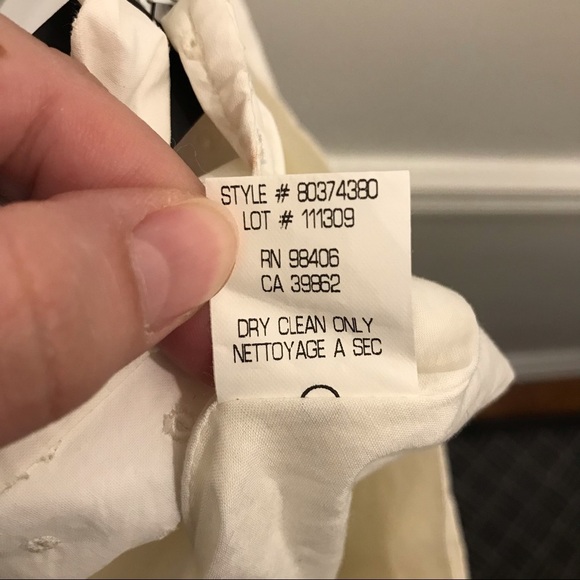 STYLE # 80374380
LOT # 111309
RN 98406
CA 39862
DRY CLEAN ONLY
NETTOYAGE A SEC